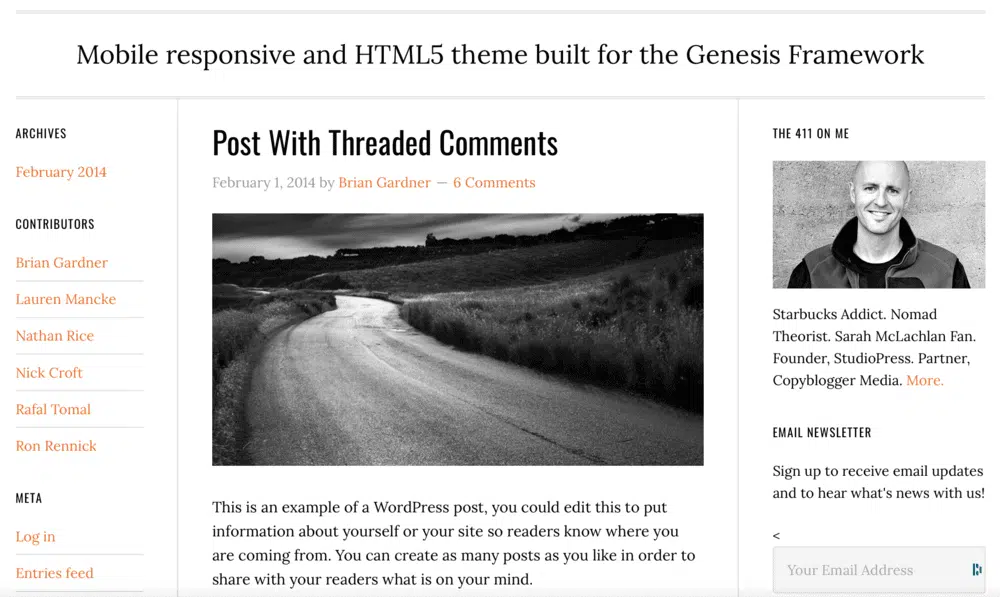 Mobile responsive and HTML5 theme built for the Genesis Framework
ARCHIVES
February 2014
CONTRIBUTORS
Brian Gardner
Lauren Mancke
Nathan Rice
Nick Croft
Rafal Tomal
Ron Rennick
META
Log in
Entries feed
Post With Threaded Comments
February 1, 2014 by Brian Gardner — 6 Comments
This is an example of a WordPress post, you could edit this to put
information about yourself or your site so readers know where you
are coming from. You can create as many posts as you like in order to
share with your readers what is on your mind.
THE 411 ON ME
Starbucks Addict. Nomad
Theorist. Sarah McLachlan Fan.
Founder, StudioPress. Partner,
Copyblogger Media. More.
EMAIL NEWSLETTER
Sign up to receive email updates
and to hear what's news with us!
<
Your Email Address